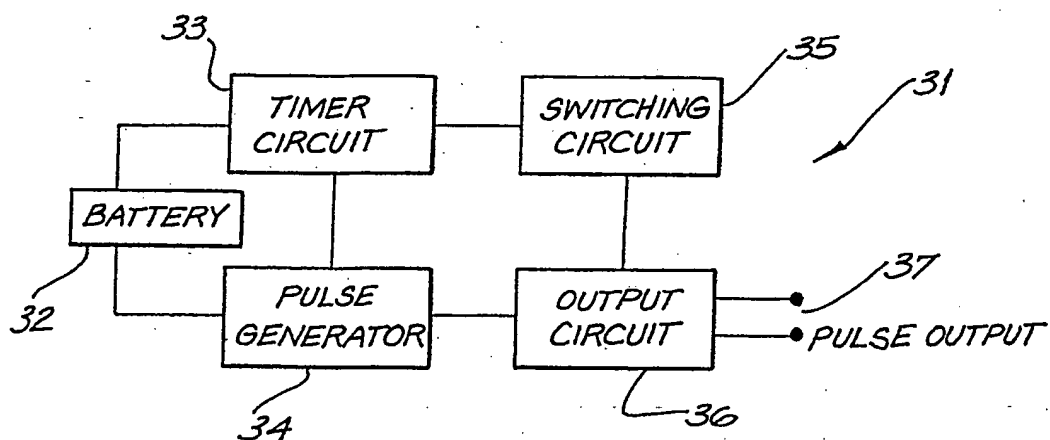 33
35
31
TIMER
CIRCUIT
SWITCHING
CIRCUIT
BATTERY
32
PULSE
GENERATOR
OUTPUT
CIRCUIT
37
PULSE OUTPUT
34
36